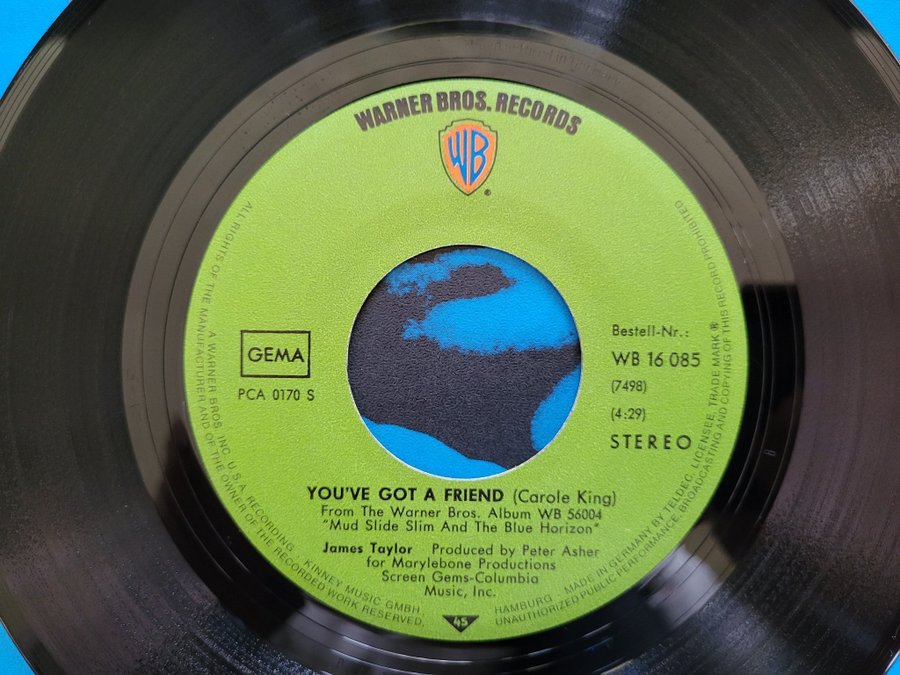 WARNER BROS. RECORDS
WB
®
GEMA
PCA 0170 S
Bestell-Nr.:
WB 16 085
(7498)
(4:29)
STEREO
YOU'VE GOT A FRIEND (Carole King)
From The Warner Bros. Album WB 56004
"Mud Slide Slim And The Blue Horizon"
James Taylor Produced by Peter Asher
for Marylebone Productions
Screen Gems-Columbia
Music, Inc.
45
ALL RIGHTS OF THE MANUFACTURER AND OF THE OWNER OF THE RECORDED WORK RESERVED.
A WARNER BROS. INC. U.S.A. RECORDING · KINNEY MUSIC GMBH.
HAMBURG · MADE IN GERMANY BY TELDEC, LICENSEE, TRADE MARK®
UNAUTHORIZED PUBLIC PERFORMANCE BROADCASTING AND COPYING OF THIS RECORD PROHIBITED